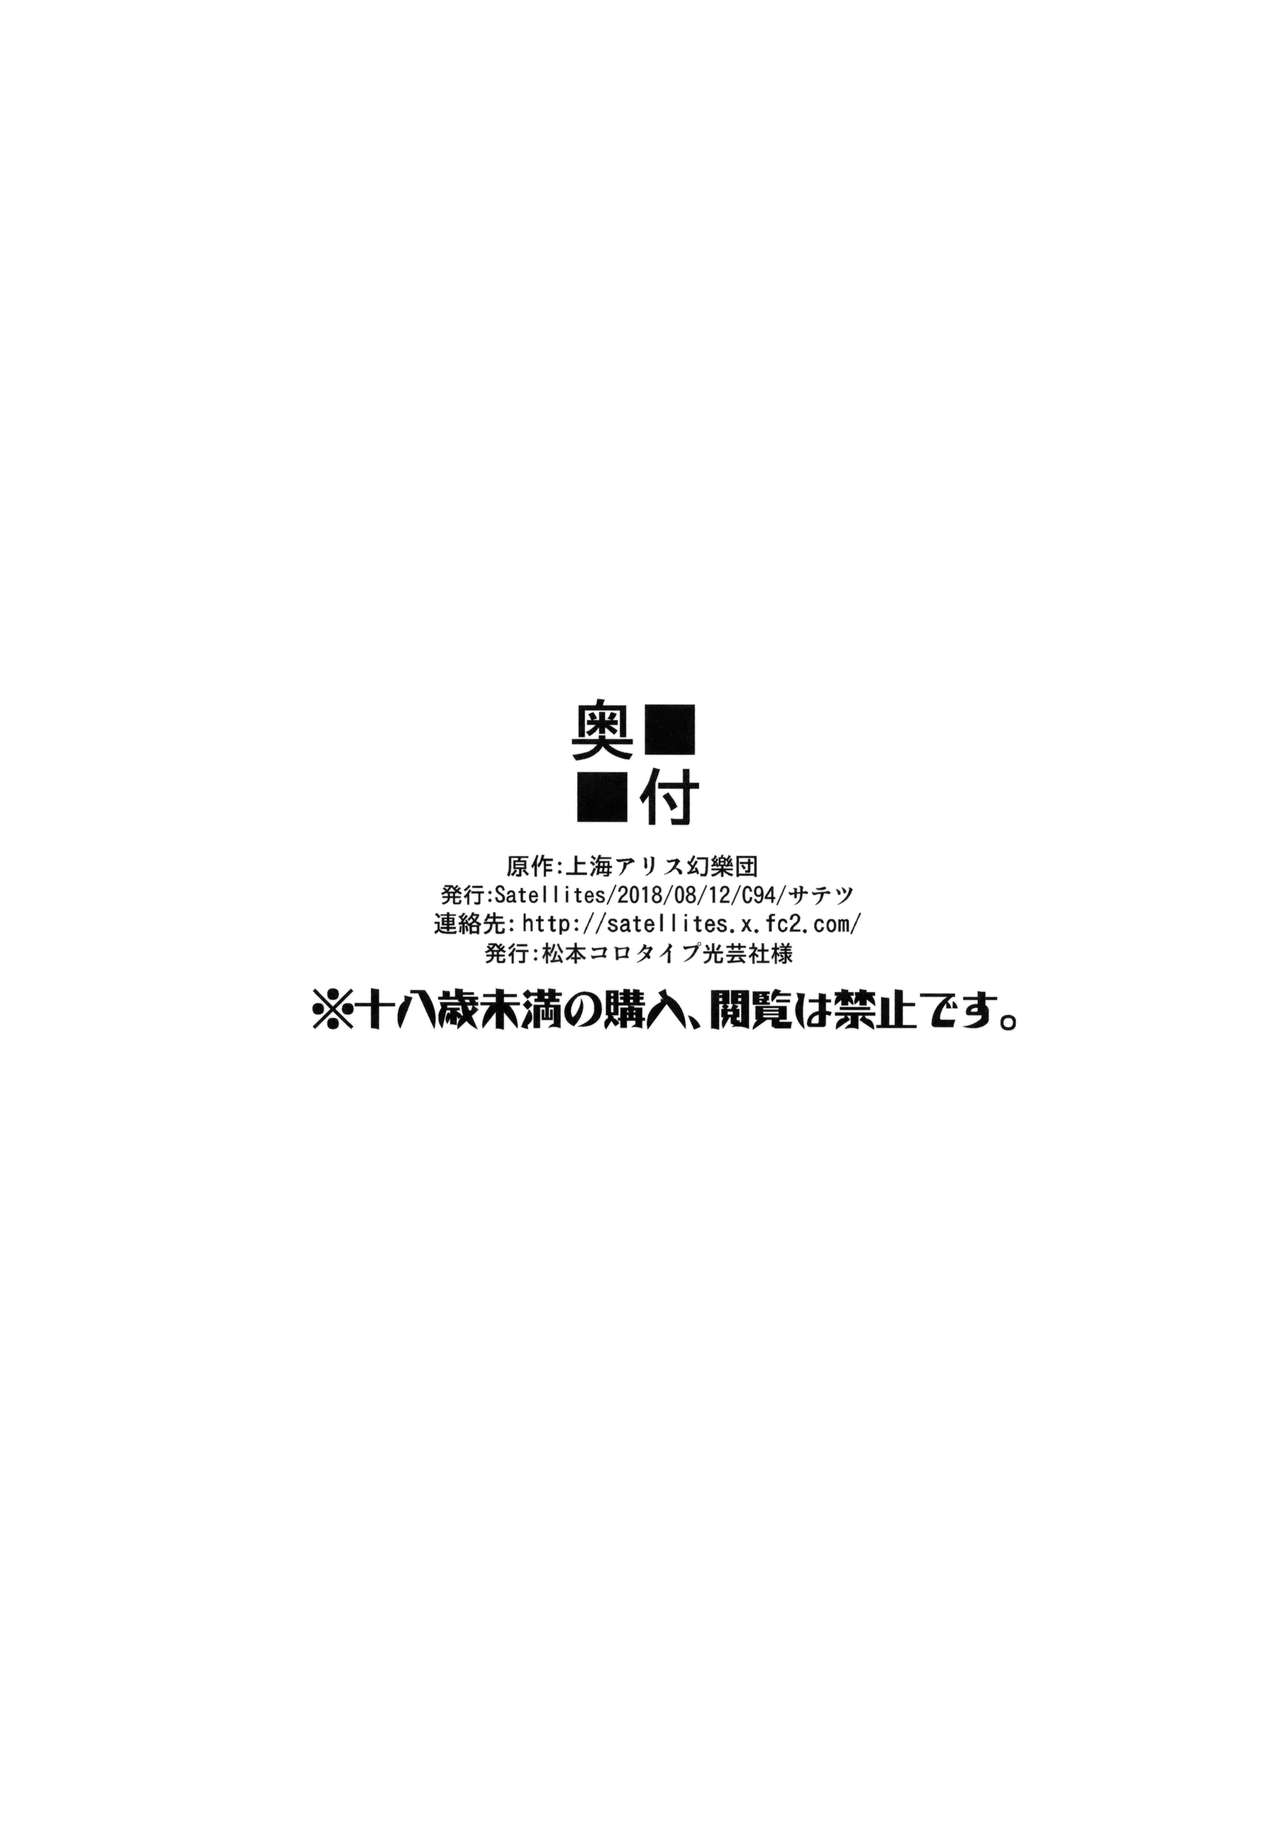 奥■
■付
原作:上海アリス幻樂団
発行:Satellites/2018/08/12/C94/サテツ
連絡先:http://satellites.x.fc2.com/
発行:松本コロタイプ光芸社様
※十八歳未満の購入、閲覧は禁止です。